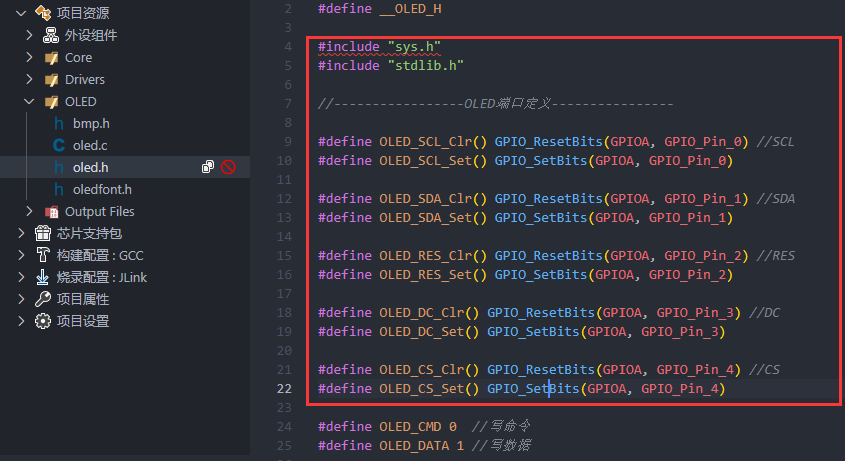 项目资源
外设组件
Core
Drivers
OLED
bmp.h
oled.c
oled.h
oledfont.h
Output Files
芯片支持包
构建配置 : GCC
烧录配置 : JLink
项目属性
项目设置
2 #define __OLED_H
3
4 #include "sys.h"
5 #include "stdlib.h"
6
7 //-----------------OLED端口定义----------------
8
9 #define OLED_SCL_Clr() GPIO_ResetBits(GPIOA, GPIO_Pin_0) //SCL
10 #define OLED_SCL_Set() GPIO_SetBits(GPIOA, GPIO_Pin_0)
11
12 #define OLED_SDA_Clr() GPIO_ResetBits(GPIOA, GPIO_Pin_1) //SDA
13 #define OLED_SDA_Set() GPIO_SetBits(GPIOA, GPIO_Pin_1)
14
15 #define OLED_RES_Clr() GPIO_ResetBits(GPIOA, GPIO_Pin_2) //RES
16 #define OLED_RES_Set() GPIO_SetBits(GPIOA, GPIO_Pin_2)
17
18 #define OLED_DC_Clr() GPIO_ResetBits(GPIOA, GPIO_Pin_3) //DC
19 #define OLED_DC_Set() GPIO_SetBits(GPIOA, GPIO_Pin_3)
20
21 #define OLED_CS_Clr() GPIO_ResetBits(GPIOA, GPIO_Pin_4) //CS
22 #define OLED_CS_Set() GPIO_SetBits(GPIOA, GPIO_Pin_4)
23
24 #define OLED_CMD 0 //写命令
25 #define OLED_DATA 1 //写数据